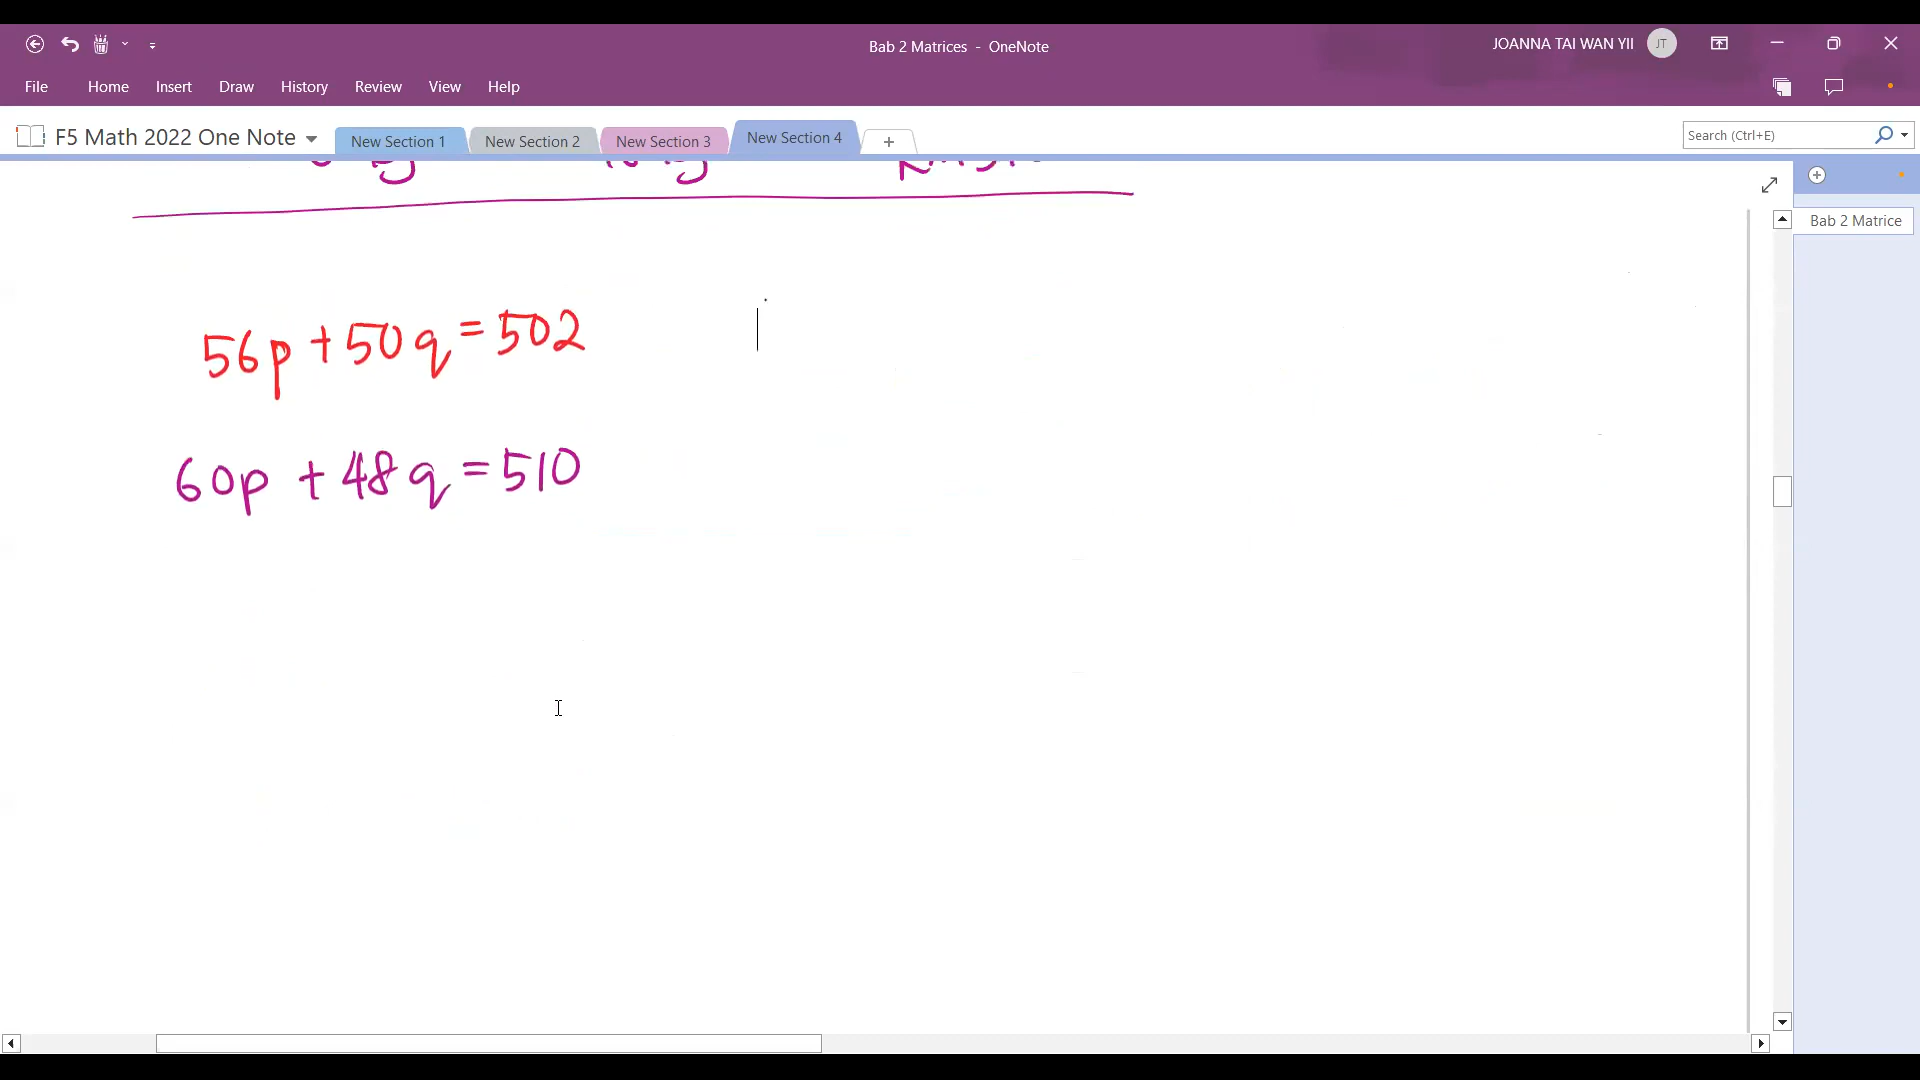 Bab 2 Matrices - OneNote
JOANNA TAI WAN YII
JT
File Home Insert Draw History Review View Help
F5 Math 2022 One Note
New Section 1
New Section 2
New Section 3
New Section 4
Search (Ctrl+E)
Bab 2 Matrice
56p + 50q = 502
60p + 48q = 510